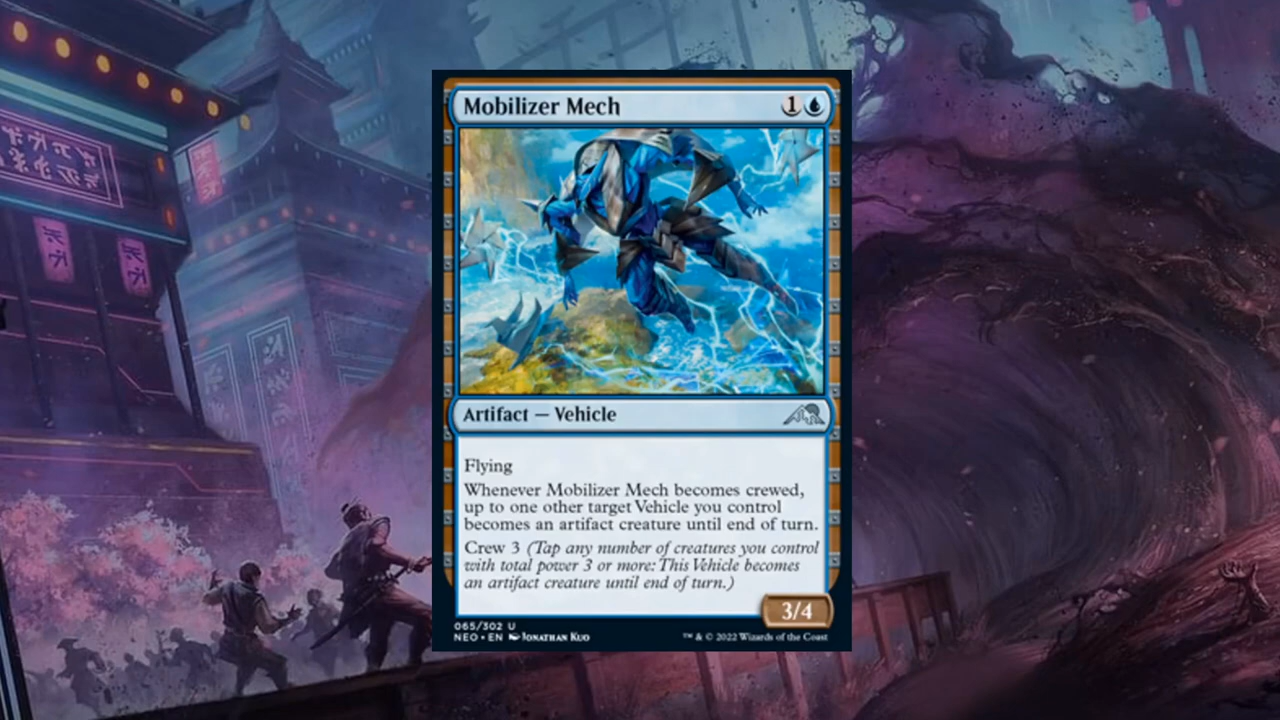 Mobilizer Mech 1
Artifact — Vehicle
Flying
Whenever Mobilizer Mech becomes crewed,
up to one other target Vehicle you control
becomes an artifact creature until end of turn.
Crew 3 (Tap any number of creatures you control
with total power 3 or more: This Vehicle becomes
an artifact creature until end of turn.)
3/4
065/302 U
NEO • EN Jonathan Kuo
™ & © 2022 Wizards of the Coast